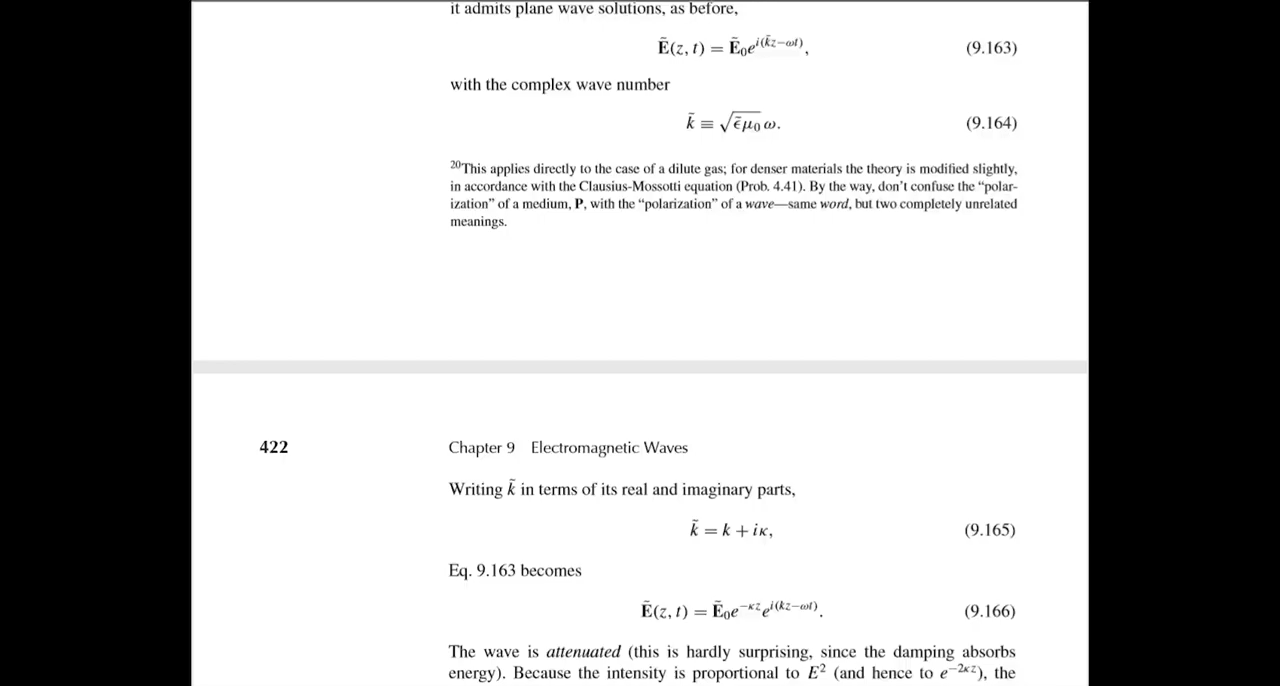 it admits plane wave solutions, as before,
Ẽ(z, t) = Ẽ₀e^{i(k̃z−ωt)}, (9.163)
with the complex wave number
k̃ ≡ √(ϵ̃μ₀) ω. (9.164)
²⁰This applies directly to the case of a dilute gas; for denser materials the theory is modified slightly,
in accordance with the Clausius-Mossotti equation (Prob. 4.41). By the way, don't confuse the “polar-
ization” of a medium, P, with the “polarization” of a wave—same word, but two completely unrelated
meanings.
422 Chapter 9 Electromagnetic Waves
Writing k̃ in terms of its real and imaginary parts,
k̃ = k + iκ, (9.165)
Eq. 9.163 becomes
Ẽ(z, t) = Ẽ₀e^{−κz}e^{i(kz−ωt)}. (9.166)
The wave is attenuated (this is hardly surprising, since the damping absorbs
energy). Because the intensity is proportional to E² (and hence to e^{−2κz}), the